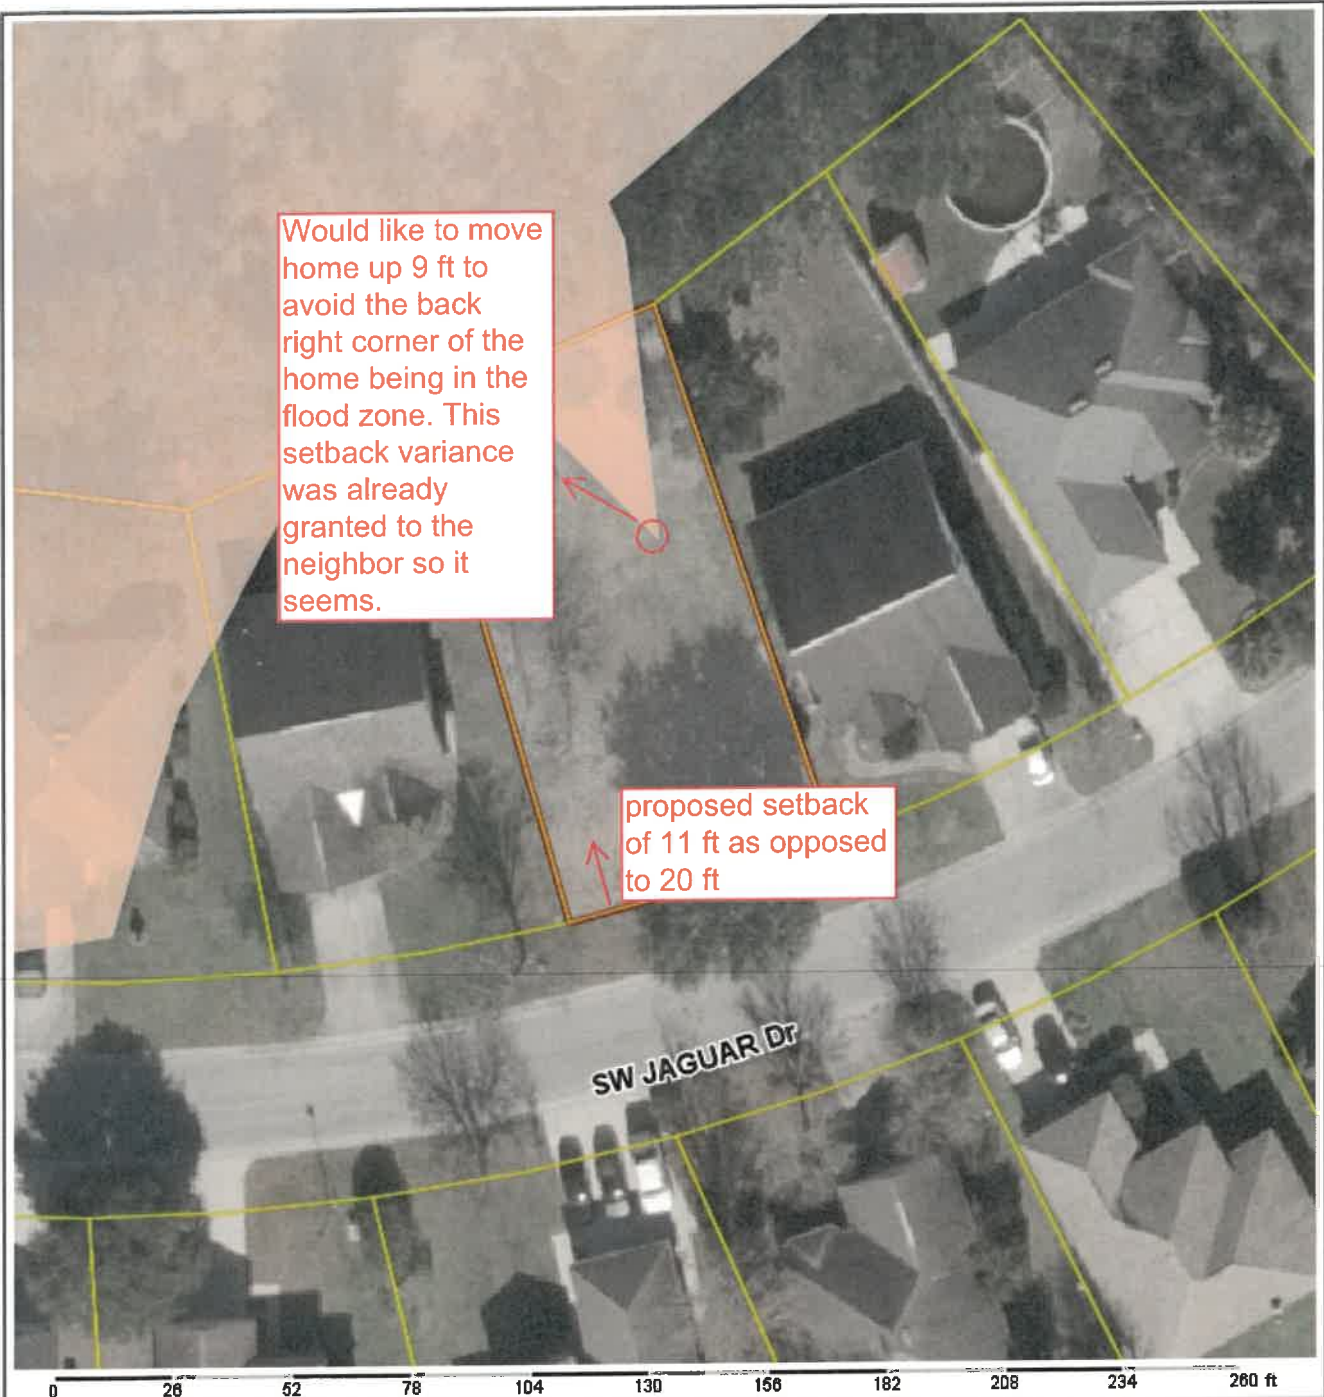 Would like to move
home up 9 ft to
avoid the back
right corner of the
home being in the
flood zone. This
setback variance
was already
granted to the
neighbor so it
seems.
proposed setback
of 11 ft as opposed
to 20 ft
SW JAGUAR Dr
0 26 52 78 104 130 156 182 208 234 260 ft